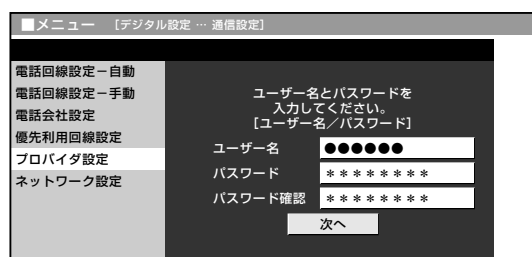 ■メニュー [デジタル設定 … 通信設定]
電話回線設定－自動
電話回線設定－手動
電話会社設定
優先利用回線設定
プロバイダ設定
ネットワーク設定
ユーザー名とパスワードを
入力してください。
[ユーザー名／パスワード]
ユーザー名 ●●●●●●
パスワード ＊＊＊＊＊＊＊＊
パスワード確認 ＊＊＊＊＊＊＊＊
次へ